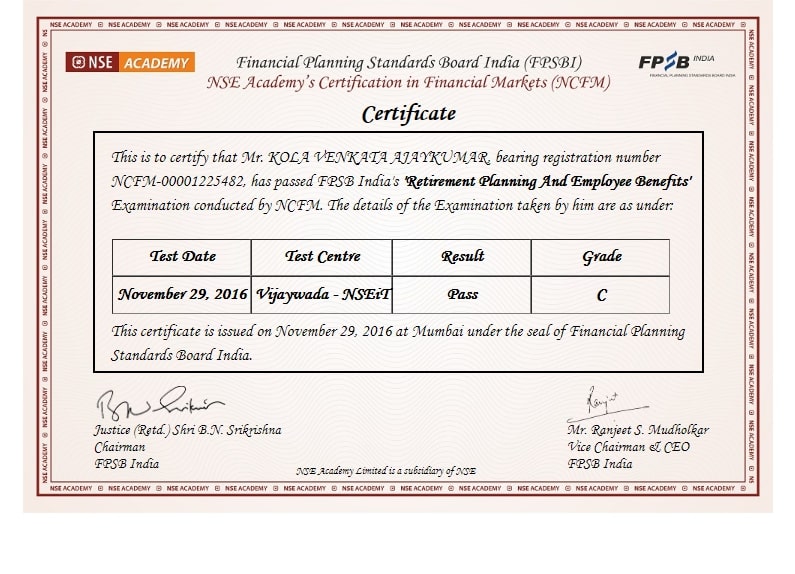 NSE ACADEMY
Financial Planning Standards Board India (FPSBI)
NSE Academy's Certification in Financial Markets (NCFM)
FPSB INDIA
FINANCIAL PLANNING STANDARDS BOARD INDIA
Certificate
This is to certify that Mr. KOLA VENKATA AJAYKUMAR, bearing registration number
NCFM-00001225482, has passed FPSB India's 'Retirement Planning And Employee Benefits'
Examination conducted by NCFM. The details of the Examination taken by him are as under:
Test Date Test Centre Result Grade
November 29, 2016 Vijaywada - NSEiT Pass C
This certificate is issued on November 29, 2016 at Mumbai under the seal of Financial Planning
Standards Board India.
Justice (Retd.) Shri B.N. Srikrishna
Chairman
FPSB India
Mr. Ranjeet S. Mudholkar
Vice Chairman & CEO
FPSB India
NSE Academy Limited is a subsidiary of NSE